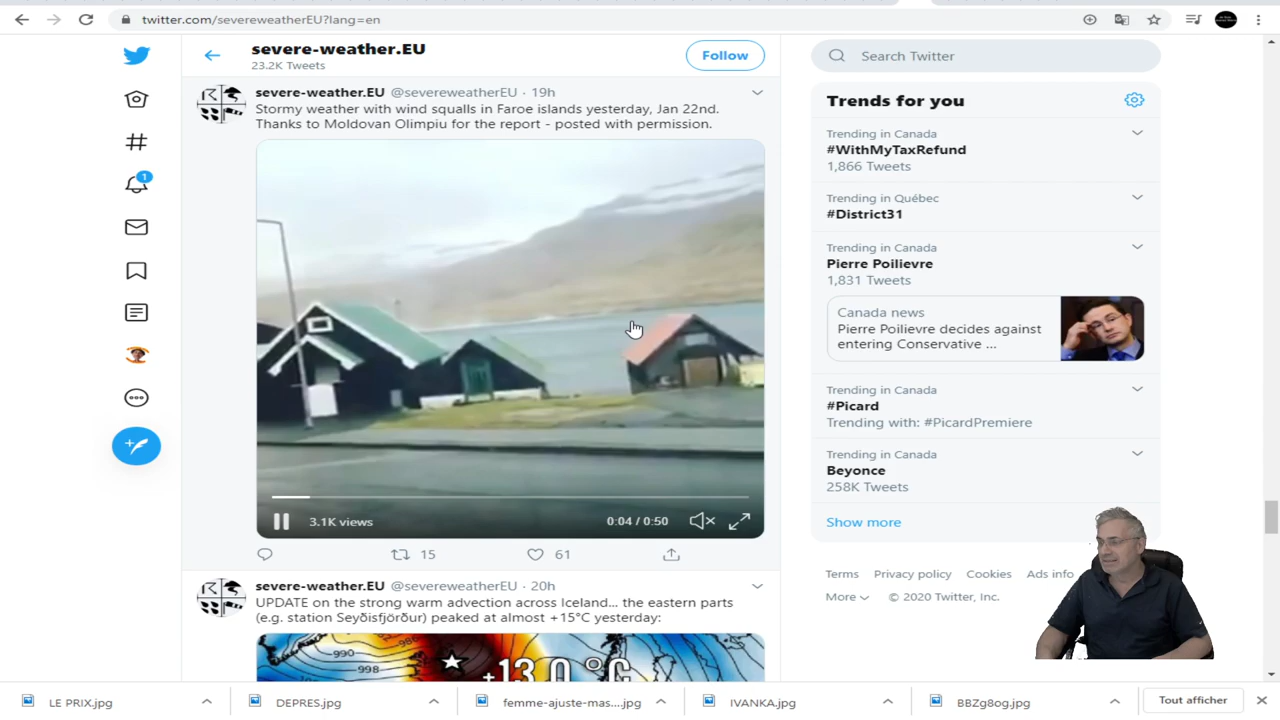 twitter.com/severeweatherEU?lang=en
severe-weather.EU
23.2K Tweets
Follow
severe-weather.EU @severeweatherEU · 19h
Stormy weather with wind squalls in Faroe islands yesterday, Jan 22nd.
Thanks to Moldovan Olimpiu for the report - posted with permission.
3.1K views
0:04 / 0:50
15
61
severe-weather.EU @severeweatherEU · 20h
UPDATE on the strong warm advection across Iceland... the eastern parts
(e.g. station Seyðisfjörður) peaked at almost +15°C yesterday:
990
998
+13.0 °C
1
Search Twitter
Trends for you
Trending in Canada
#WithMyTaxRefund
1,866 Tweets
Trending in Québec
#District31
Trending in Canada
Pierre Poilievre
1,831 Tweets
Canada news
Pierre Poilievre decides against
entering Conservative ...
Trending in Canada
#Picard
Trending with: #PicardPremiere
Trending in Canada
Beyonce
258K Tweets
Show more
Terms Privacy policy Cookies Ads info
More © 2020 Twitter, Inc.
LE PRIX.jpg
DEPRES.jpg
femme-ajuste-mas....jpg
IVANKA.jpg
BBZg8og.jpg
Tout afficher